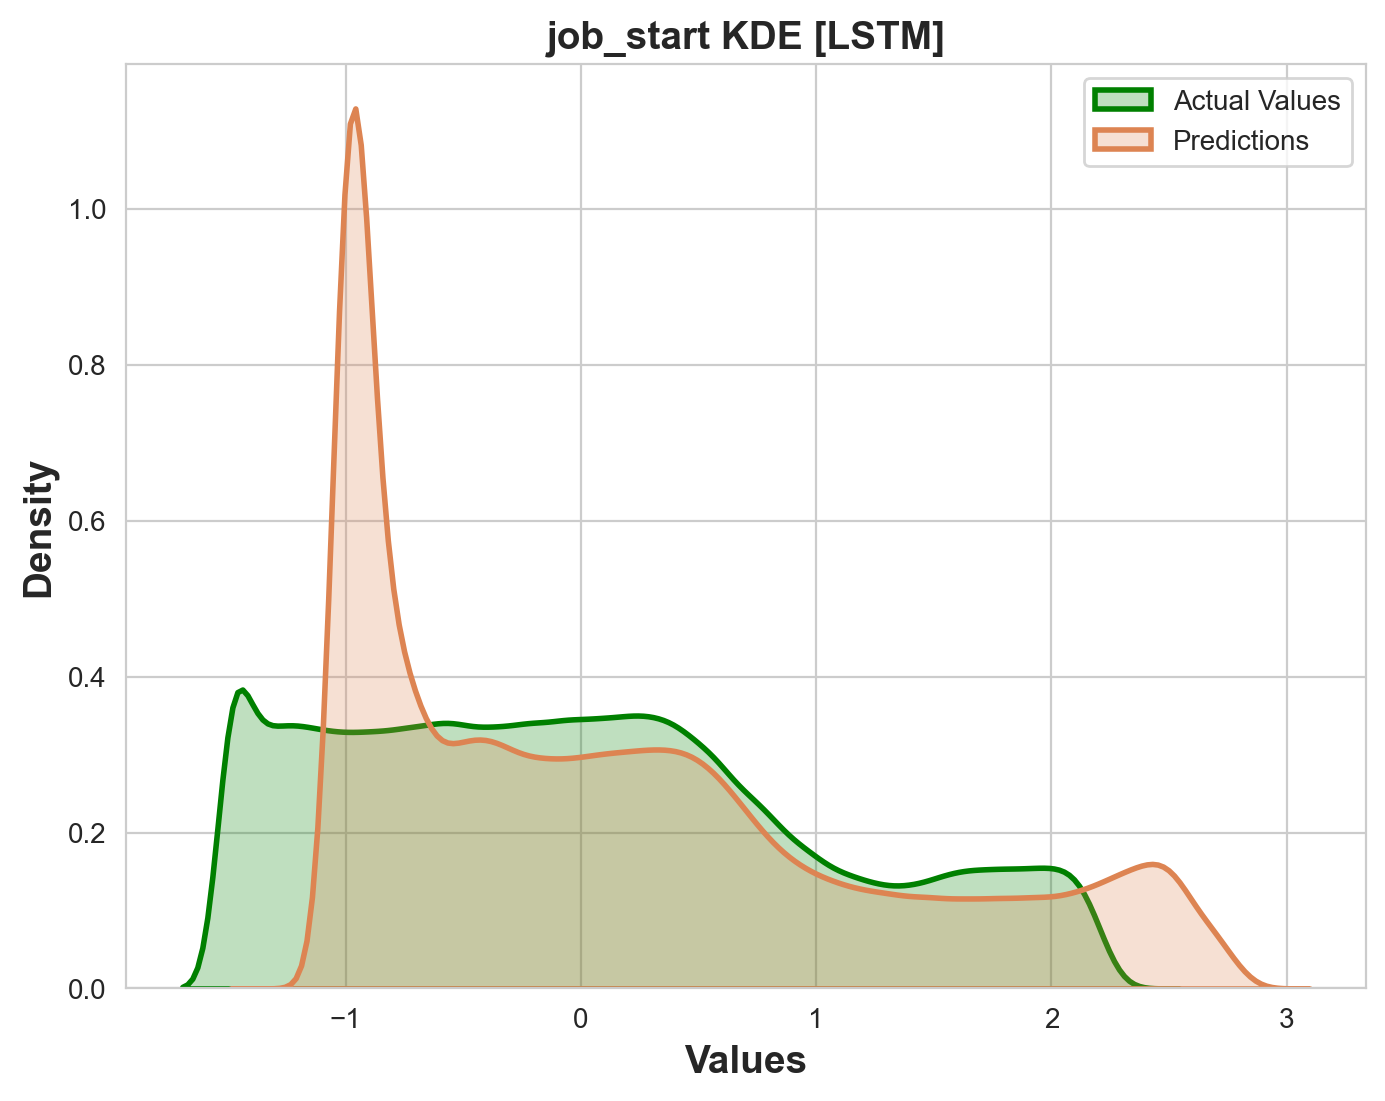 job_start KDE [LSTM]
Actual Values
Predictions
1.0
0.8
0.6
0.4
0.2
0.0
Density
−1
0
1
2
3
Values